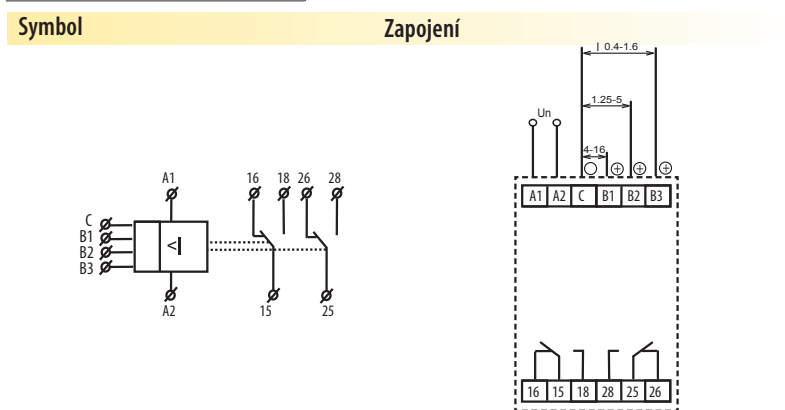 Symbol
Zapojení
I 0.4-1.6
1.25-5
Un
4-16
A1 A2 C B1 B2 B3
A1
16 18 26 28
C
B1
B2
B3
<I
A2
15
25
16 15 18 28 25 26